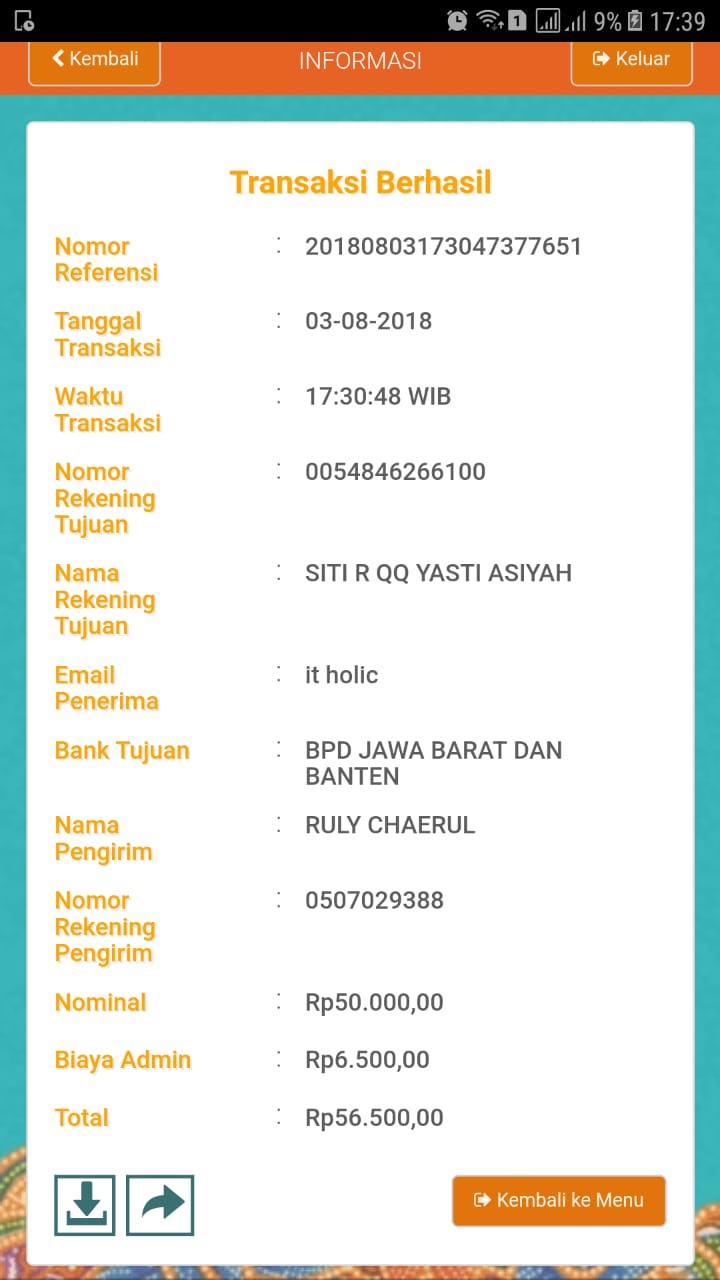 1 9% 17:39
Kembali INFORMASI Keluar
Transaksi Berhasil
Nomor : 20180803173047377651
Referensi
Tanggal : 03-08-2018
Transaksi
Waktu : 17:30:48 WIB
Transaksi
Nomor : 0054846266100
Rekening
Tujuan
Nama : SITI R QQ YASTI ASIYAH
Rekening
Tujuan
Email : it holic
Penerima
Bank Tujuan : BPD JAWA BARAT DAN
BANTEN
Nama : RULY CHAERUL
Pengirim
Nomor : 0507029388
Rekening
Pengirim
Nominal : Rp50.000,00
Biaya Admin : Rp6.500,00
Total : Rp56.500,00
Kembali ke Menu